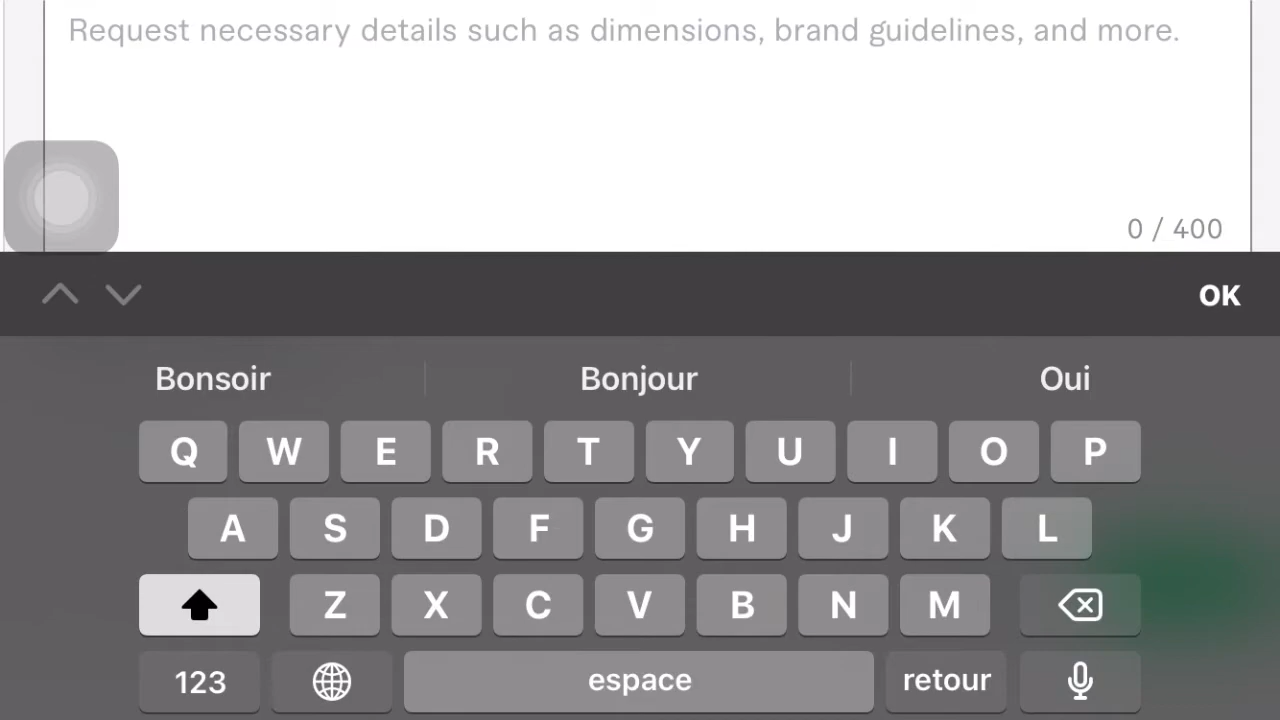 Request necessary details such as dimensions, brand guidelines, and more.
0 / 400
OK
Bonsoir Bonjour Oui
Q W E R T Y U I O P
A S D F G H J K L
Z X C V B N M
123 espace retour